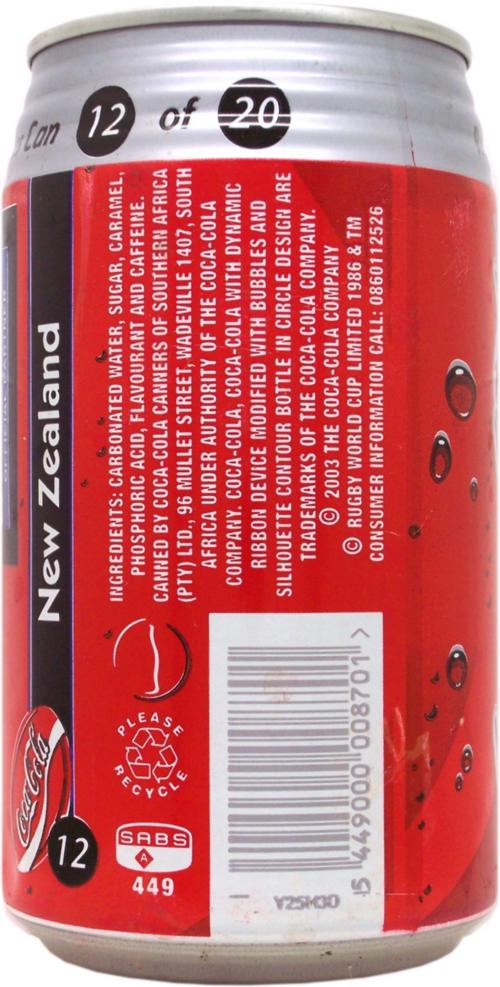 Can 12 of 20
New Zealand
Coca-Cola
12
INGREDIENTS: CARBONATED WATER, SUGAR, CARAMEL,
PHOSPHORIC ACID, FLAVOURANT AND CAFFEINE.
CANNED BY COCA-COLA CANNERS OF SOUTHERN AFRICA
(PTY) LTD., 96 MULLET STREET, WADEVILLE 1407, SOUTH
AFRICA UNDER AUTHORITY OF THE COCA-COLA
COMPANY. COCA-COLA, COCA-COLA WITH DYNAMIC
RIBBON DEVICE MODIFIED WITH BUBBLES AND
SILHOUETTE CONTOUR BOTTLE IN CIRCLE DESIGN ARE
TRADEMARKS OF THE COCA-COLA COMPANY.
© 2003 THE COCA-COLA COMPANY
© RUGBY WORLD CUP LIMITED 1986 & TM
CONSUMER INFORMATION CALL: 0860112526
PLEASE
RECYCLE
SABS
A
449
5 449000 008701 >
Y25M30